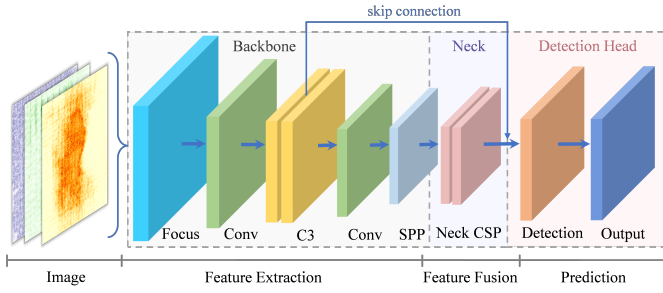 skip connection
Backbone
Neck
Detection Head
Focus
Conv
C3
Conv
SPP
Neck CSP
Detection
Output
Image
Feature Extraction
Feature Fusion
Prediction